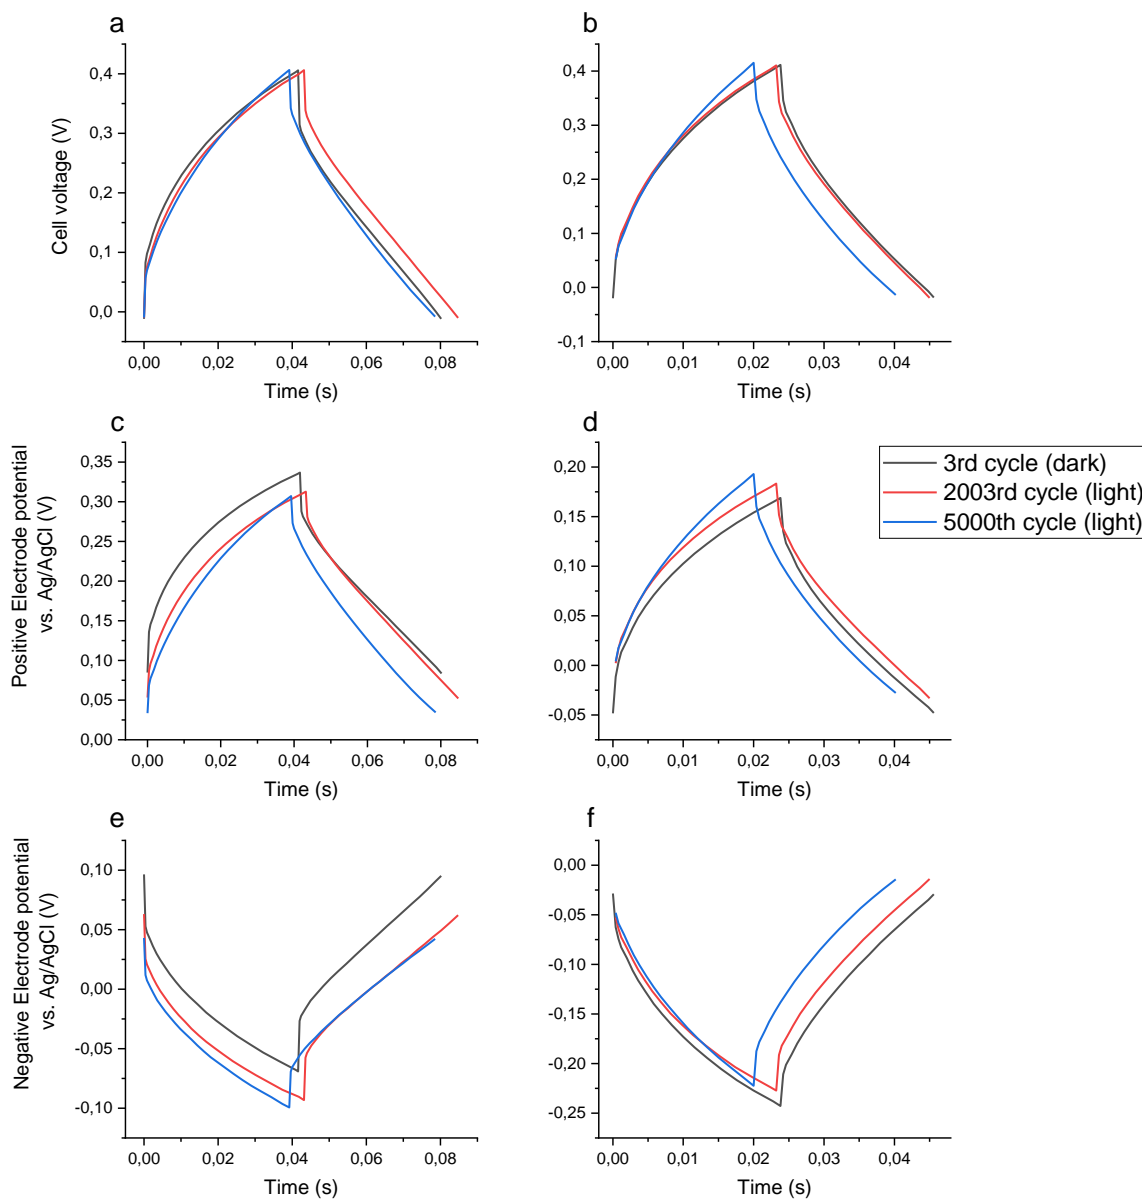 a
0,4
0,3
0,2
0,1
0,0
Cell voltage (V)
0,00 0,02 0,04 0,06 0,08
Time (s)
b
0,4
0,3
0,2
0,1
0,0
-0,1
0,00 0,01 0,02 0,03 0,04
Time (s)
c
0,35
0,30
0,25
0,20
0,15
0,10
0,05
0,00
Positive Electrode potential
vs. Ag/AgCl (V)
0,00 0,02 0,04 0,06 0,08
Time (s)
d
0,20
0,15
0,10
0,05
0,00
-0,05
0,00 0,01 0,02 0,03 0,04
Time (s)
3rd cycle (dark)
2003rd cycle (light)
5000th cycle (light)
e
0,10
0,05
0,00
-0,05
-0,10
Negative Electrode potential
vs. Ag/AgCl (V)
0,00 0,02 0,04 0,06 0,08
Time (s)
f
0,00
-0,05
-0,10
-0,15
-0,20
-0,25
0,00 0,01 0,02 0,03 0,04
Time (s)